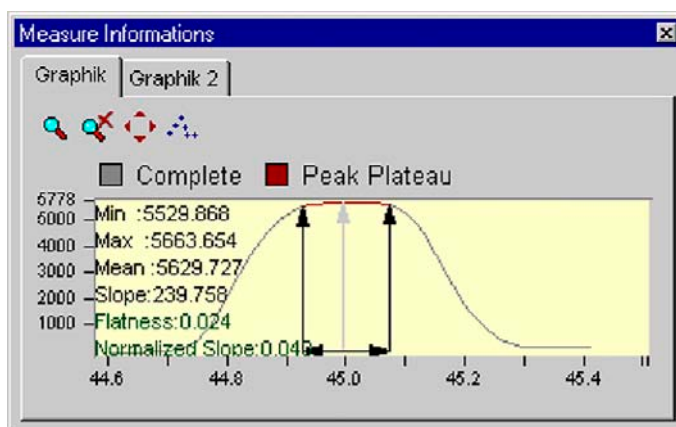 Measure Informations
Graphik Graphik 2
Complete Peak Plateau
5778
5000
4000
3000
2000
1000
Min :5529.868
Max :5663.654
Mean :5629.727
Slope:239.758
Flatness:0.024
Normalized Slope:0.043
44.6 44.8 45.0 45.2 45.4